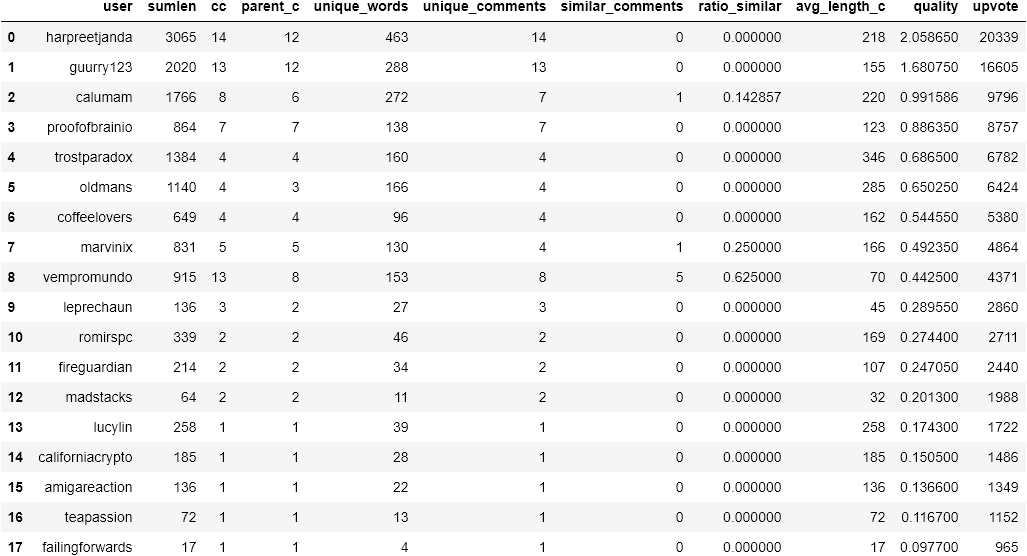 user sumlen cc parent_c unique_words unique_comments similar_comments ratio_similar avg_length_c quality upvote
0 harpreetjanda 3065 14 12 463 14 0 0.000000 218 2.058650 20339
1 guurry123 2020 13 12 288 13 0 0.000000 155 1.680750 16605
2 calumam 1766 8 6 272 7 1 0.142857 220 0.991586 9796
3 proofofbrainio 864 7 7 138 7 0 0.000000 123 0.886350 8757
4 trostparadox 1384 4 4 160 4 0 0.000000 346 0.686500 6782
5 oldmans 1140 4 3 166 4 0 0.000000 285 0.650250 6424
6 coffeelovers 649 4 4 96 4 0 0.000000 162 0.544550 5380
7 marvinix 831 5 5 130 4 1 0.250000 166 0.492350 4864
8 vempromundo 915 13 8 153 8 5 0.625000 70 0.442500 4371
9 leprechaun 136 3 2 27 3 0 0.000000 45 0.289550 2860
10 romirspc 339 2 2 46 2 0 0.000000 169 0.274400 2711
11 fireguardian 214 2 2 34 2 0 0.000000 107 0.247050 2440
12 madstacks 64 2 2 11 2 0 0.000000 32 0.201300 1988
13 lucylin 258 1 1 39 1 0 0.000000 258 0.174300 1722
14 californiacrypto 185 1 1 28 1 0 0.000000 185 0.150500 1486
15 amigareaction 136 1 1 22 1 0 0.000000 136 0.136600 1349
16 teapassion 72 1 1 13 1 0 0.000000 72 0.116700 1152
17 failingforwards 17 1 1 4 1 0 0.000000 17 0.097700 965